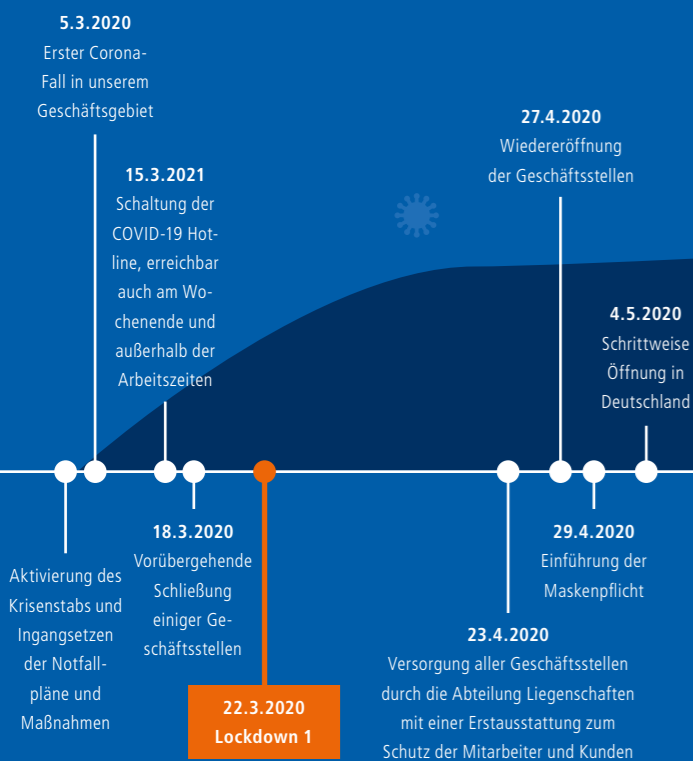 5.3.2020
Erster Corona-
Fall in unserem
Geschäftsgebiet
15.3.2021
Schaltung der
COVID-19 Hot-
line, erreichbar
auch am Wo-
chenende und
außerhalb der
Arbeitszeiten
27.4.2020
Wiedereröffnung
der Geschäftsstellen
4.5.2020
Schrittweise
Öffnung in
Deutschland
Aktivierung des
Krisenstabs und
Ingangsetzen
der Notfall-
pläne und
Maßnahmen
18.3.2020
Vorübergehende
Schließung
einiger Ge-
schäftsstellen
22.3.2020
Lockdown 1
23.4.2020
Versorgung aller Geschäftsstellen
durch die Abteilung Liegenschaften
mit einer Erstausstattung zum
Schutz der Mitarbeiter und Kunden
29.4.2020
Einführung der
Maskenpflicht